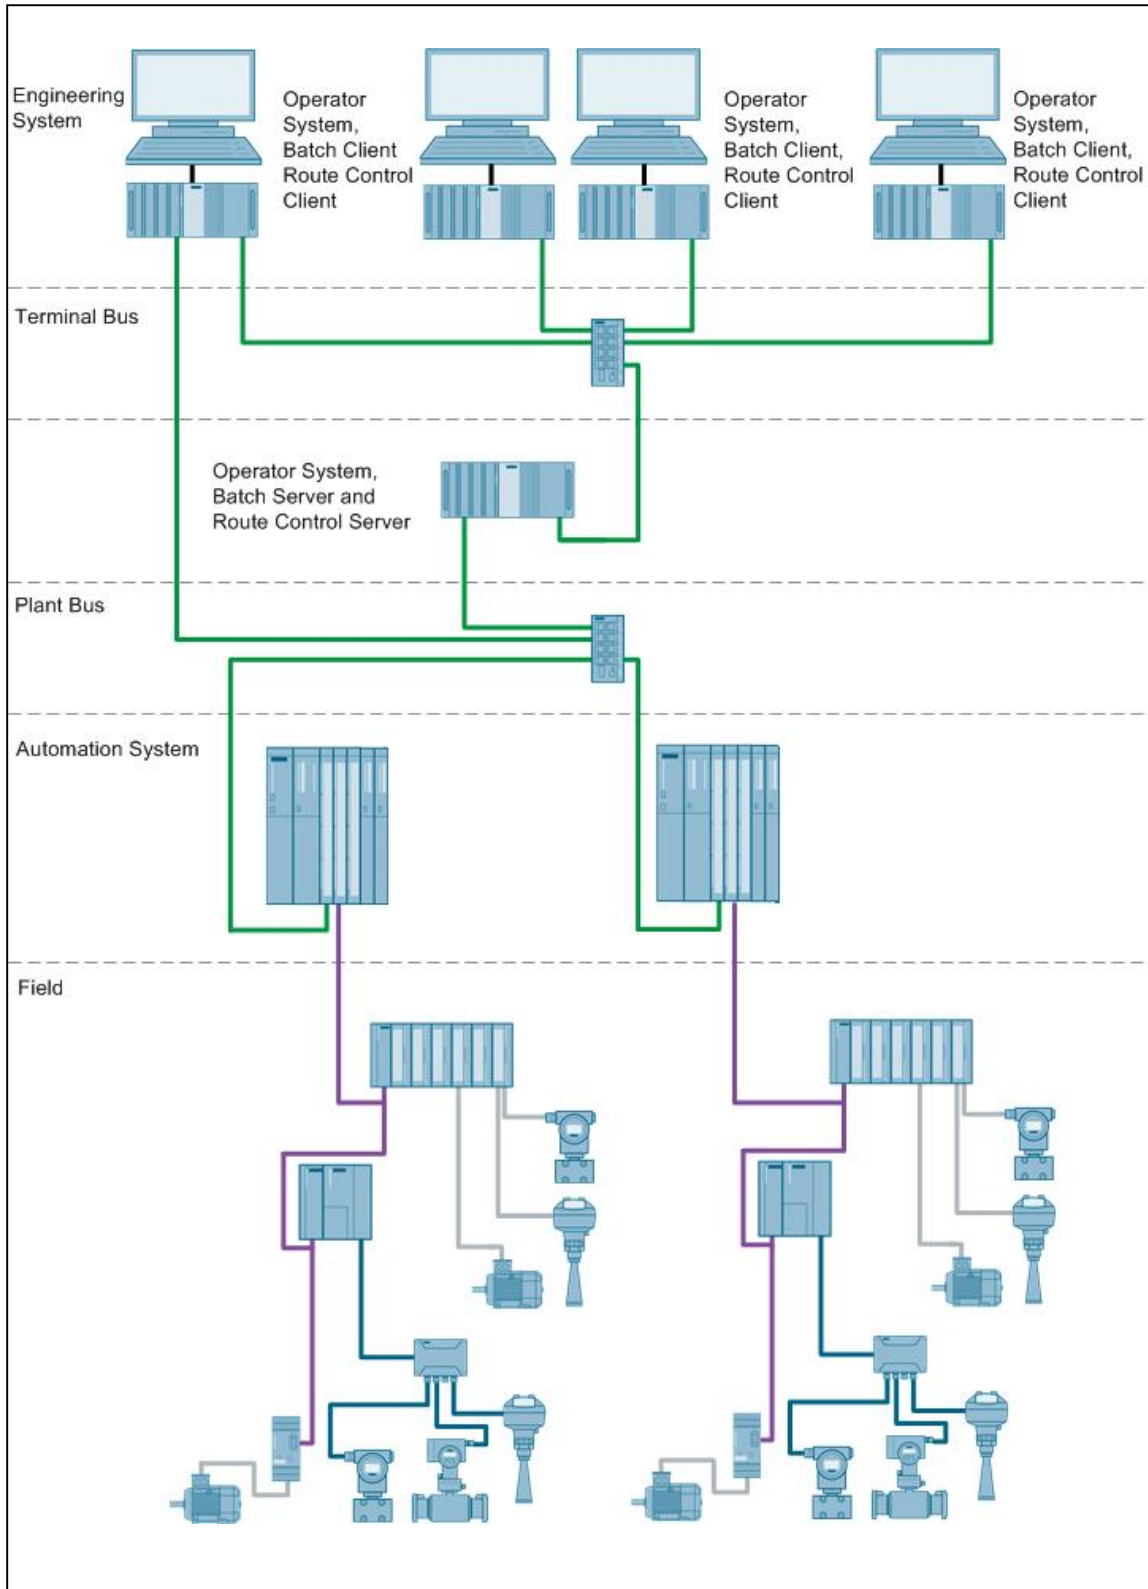 Engineering
System
Operator
System,
Batch Client
Route Control
Client
Operator
System,
Batch Client,
Route Control
Client
Operator
System,
Batch Client,
Route Control
Client
Terminal Bus
Operator System,
Batch Server and
Route Control Server
Plant Bus
Automation System
Field